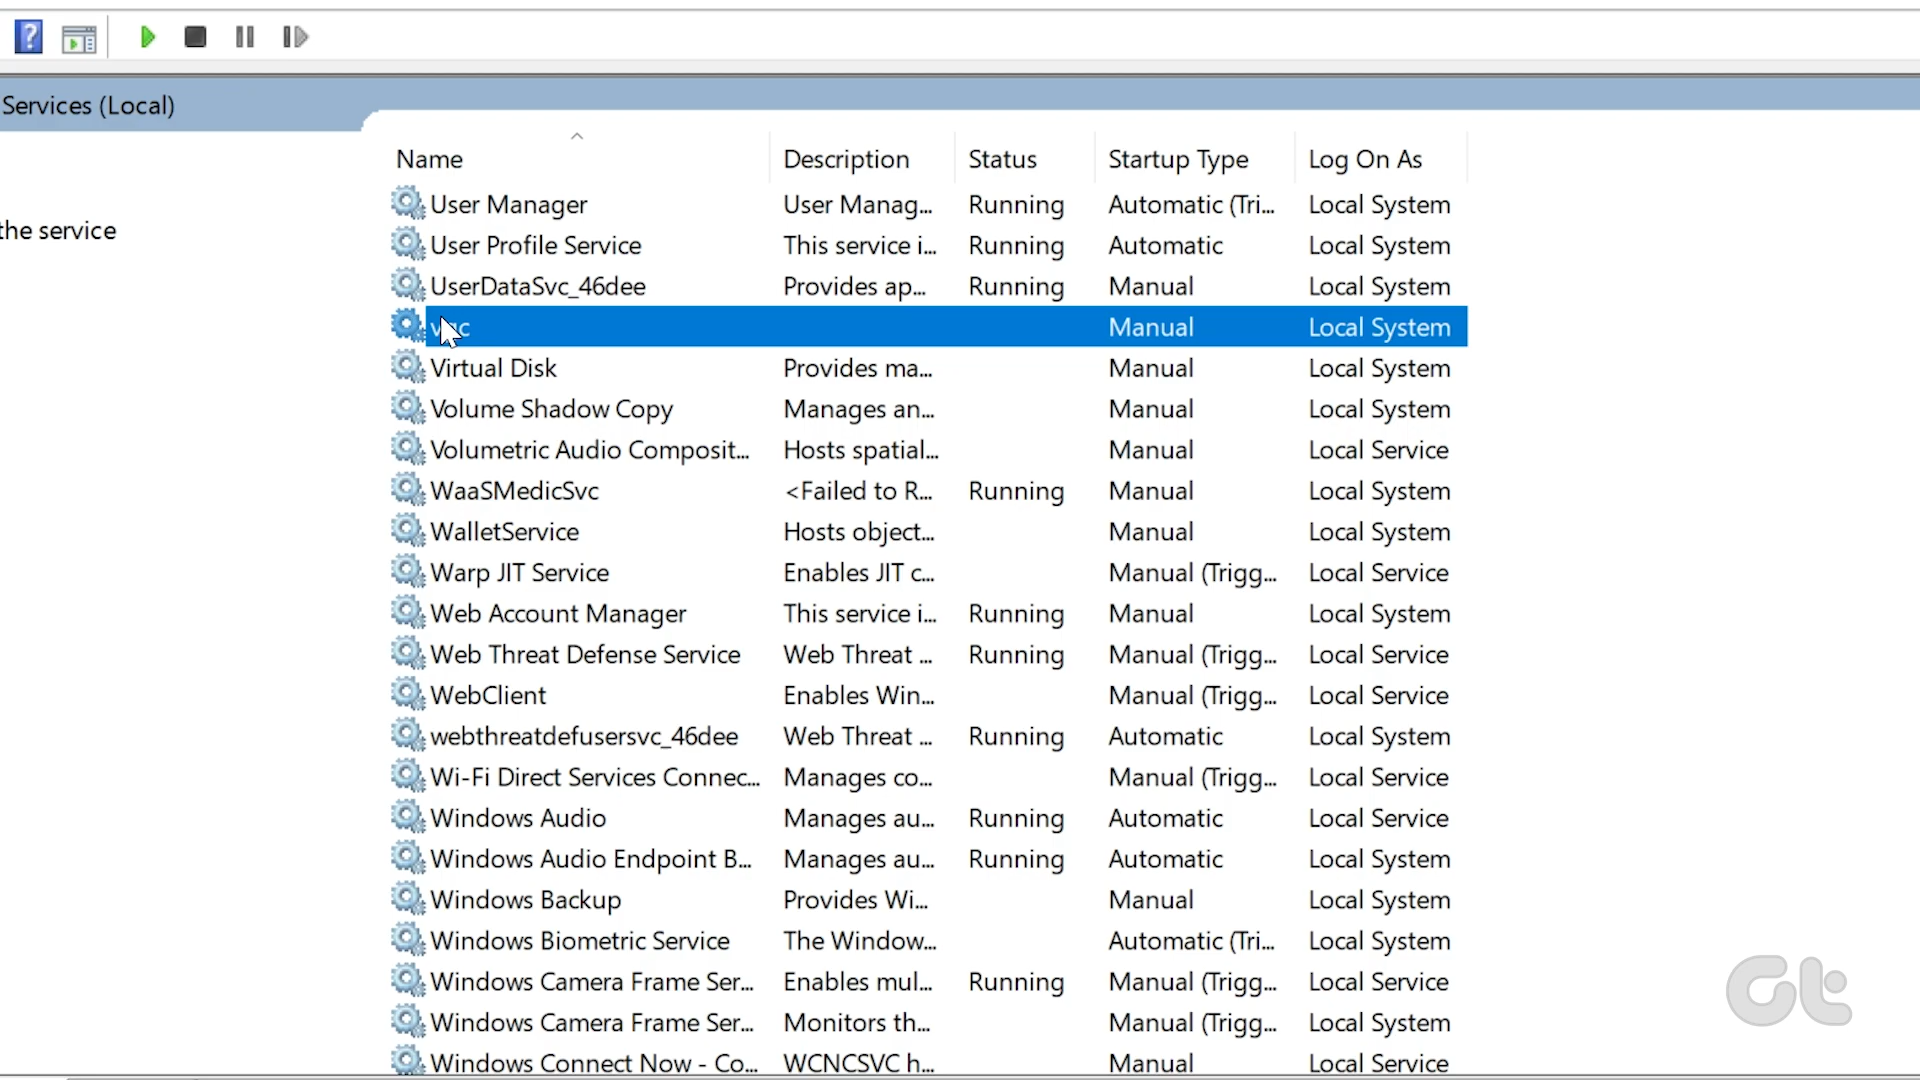 ?
Services (Local)
the service
Name Description Status Startup Type Log On As
User Manager User Manag... Running Automatic (Tri... Local System
User Profile Service This service i... Running Automatic Local System
UserDataSvc_46dee Provides ap... Running Manual Local System
Manual Local System
Virtual Disk Provides ma... Manual Local System
Volume Shadow Copy Manages an... Manual Local System
Volumetric Audio Composit... Hosts spatial... Manual Local Service
WaaSMedicSvc <Failed to R... Running Manual Local System
WalletService Hosts object... Manual Local System
Warp JIT Service Enables JIT c... Manual (Trigg... Local Service
Web Account Manager This service i... Running Manual Local System
Web Threat Defense Service Web Threat ... Running Manual (Trigg... Local Service
WebClient Enables Win... Manual (Trigg... Local Service
webthreatdefusersvc_46dee Web Threat ... Running Automatic Local System
Wi-Fi Direct Services Connec... Manages co... Manual (Trigg... Local Service
Windows Audio Manages au... Running Automatic Local Service
Windows Audio Endpoint B... Manages au... Running Automatic Local System
Windows Backup Provides Wi... Manual Local System
Windows Biometric Service The Window... Automatic (Tri... Local System
Windows Camera Frame Ser... Enables mul... Running Manual (Trigg... Local Service
Windows Camera Frame Ser... Monitors th... Manual (Trigg... Local System
Windows Connect Now - Co... WCNCSVC h... Manual Local Service
Gt